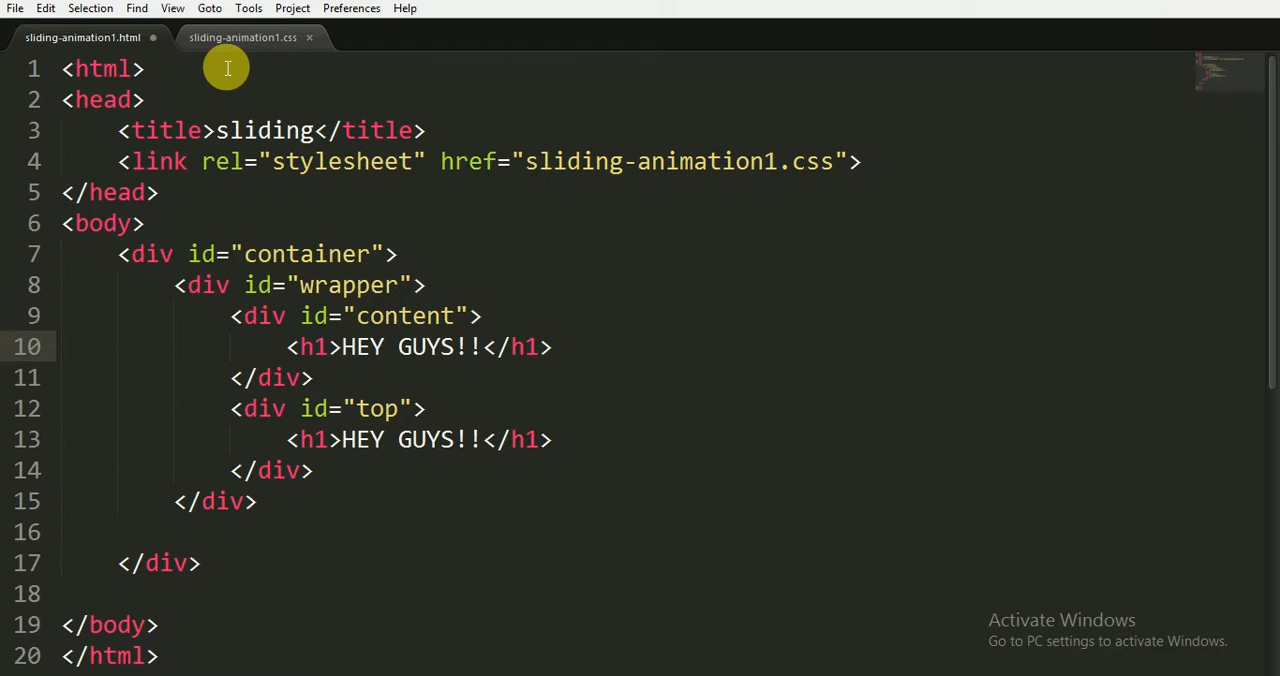 File Edit Selection Find View Goto Tools Project Preferences Help
sliding-animation1.html sliding-animation1.css ×
1 <html>
2 <head>
3 <title>sliding</title>
4 <link rel="stylesheet" href="sliding-animation1.css">
5 </head>
6 <body>
7 <div id="container">
8 <div id="wrapper">
9 <div id="content">
10 <h1>HEY GUYS!!</h1>
11 </div>
12 <div id="top">
13 <h1>HEY GUYS!!</h1>
14 </div>
15 </div>
16
17 </div>
18
19 </body>
20 </html>
Activate Windows
Go to PC settings to activate Windows.